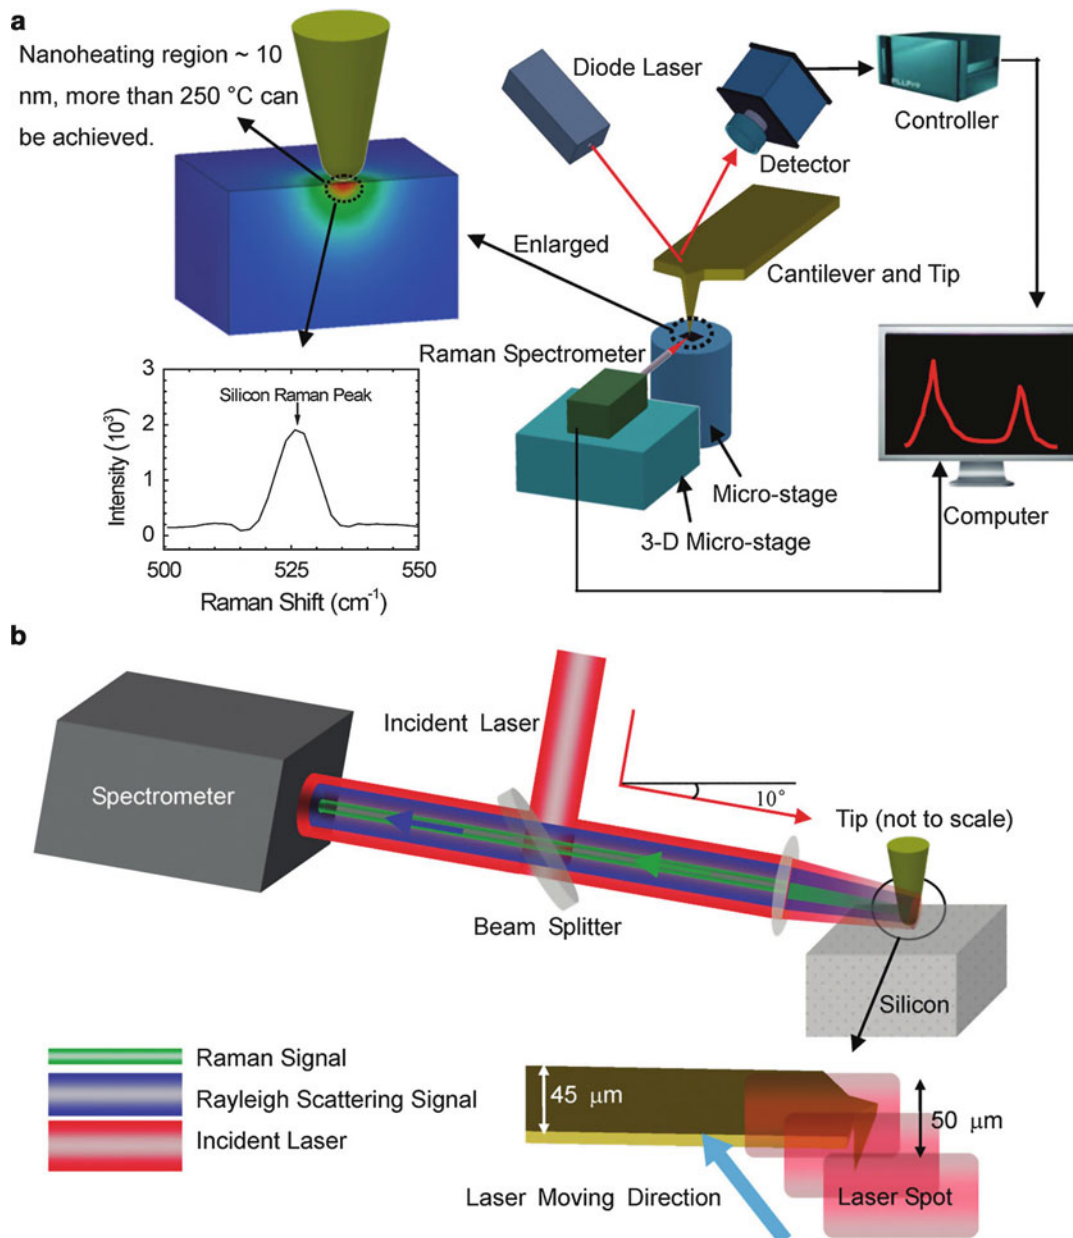 a
Nanoheating region ~ 10
nm, more than 250 °C can
be achieved.
Diode Laser
Detector
Controller
Enlarged
Cantilever and Tip
Raman Spectrometer
Micro-stage
3-D Micro-stage
Computer
Silicon Raman Peak
Intensity (10³)
3
2
1
0
500
525
550
Raman Shift (cm⁻¹)
b
Incident Laser
Spectrometer
10°
Tip (not to scale)
Beam Splitter
Silicon
Raman Signal
Rayleigh Scattering Signal
Incident Laser
45 μm
50 μm
Laser Moving Direction
Laser Spot